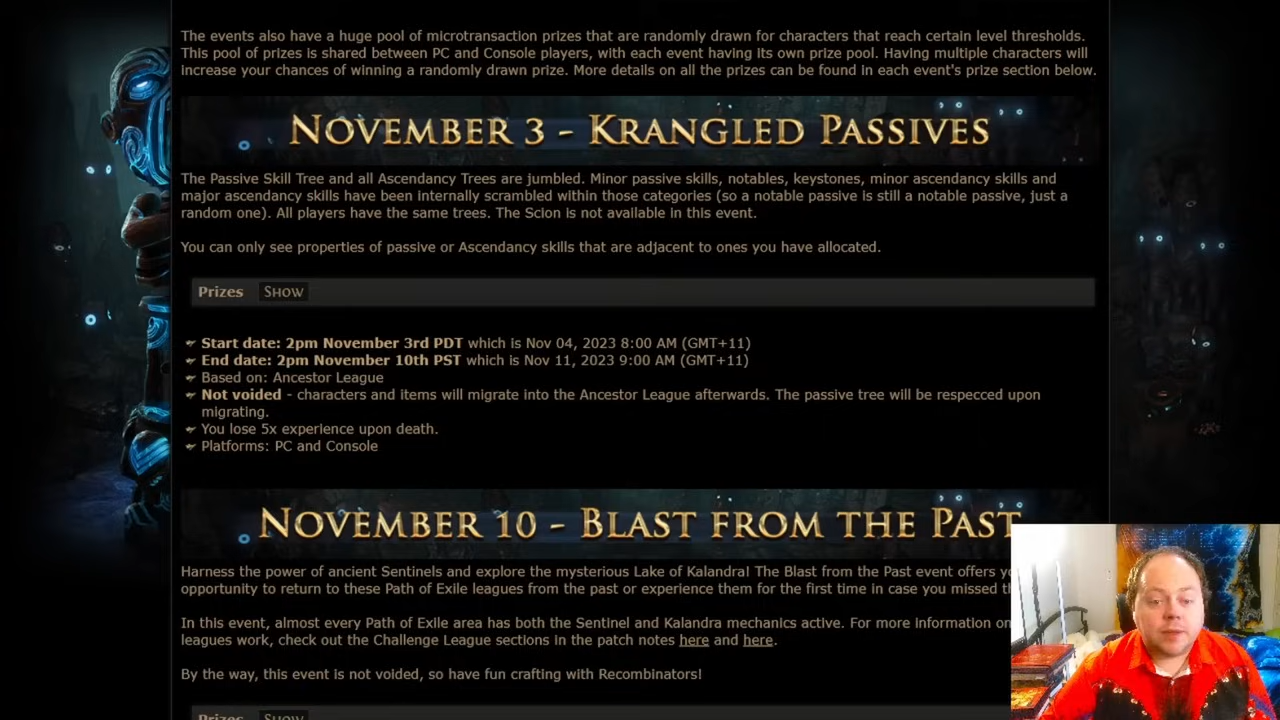 The events also have a huge pool of microtransaction prizes that are randomly drawn for characters that reach certain level thresholds.
This pool of prizes is shared between PC and Console players, with each event having its own prize pool. Having multiple characters will
increase your chances of winning a randomly drawn prize. More details on all the prizes can be found in each event's prize section below.
November 3 - Krangled Passives
The Passive Skill Tree and all Ascendancy Trees are jumbled. Minor passive skills, notables, keystones, minor ascendancy skills and
major ascendancy skills have been internally scrambled within those categories (so a notable passive is still a notable passive, just a
random one). All players have the same trees. The Scion is not available in this event.
You can only see properties of passive or Ascendancy skills that are adjacent to ones you have allocated.
Prizes Show
Start date: 2pm November 3rd PDT which is Nov 04, 2023 8:00 AM (GMT+11)
End date: 2pm November 10th PST which is Nov 11, 2023 9:00 AM (GMT+11)
Based on: Ancestor League
Not voided - characters and items will migrate into the Ancestor League afterwards. The passive tree will be respecced upon
migrating.
You lose 5x experience upon death.
Platforms: PC and Console
November 10 - Blast from the Past
Harness the power of ancient Sentinels and explore the mysterious Lake of Kalandra! The Blast from the Past event offers
opportunity to return to these Path of Exile leagues from the past or experience them for the first time in case you missed
In this event, almost every Path of Exile area has both the Sentinel and Kalandra mechanics active. For more information on
leagues work, check out the Challenge League sections in the patch notes here and here.
By the way, this event is not voided, so have fun crafting with Recombinators!
Prizes Show